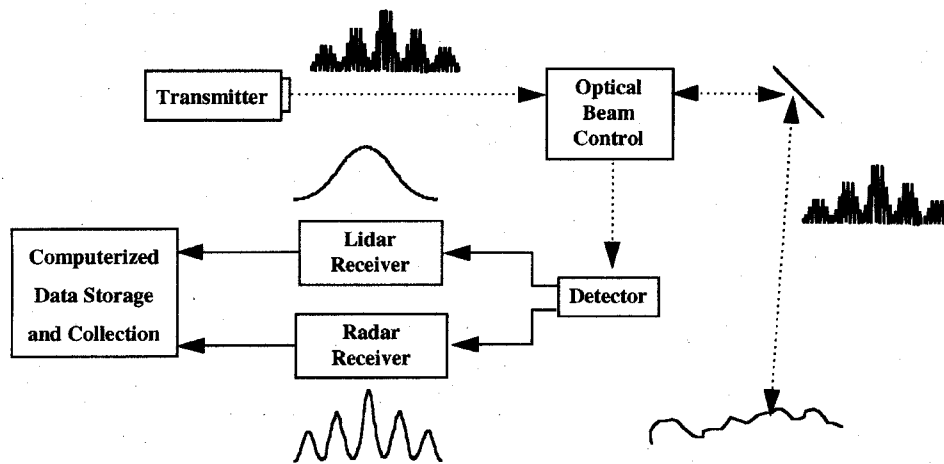 Transmitter
Optical
Beam
Control
Lidar
Receiver
Computerized
Data Storage
and Collection
Detector
Radar
Receiver